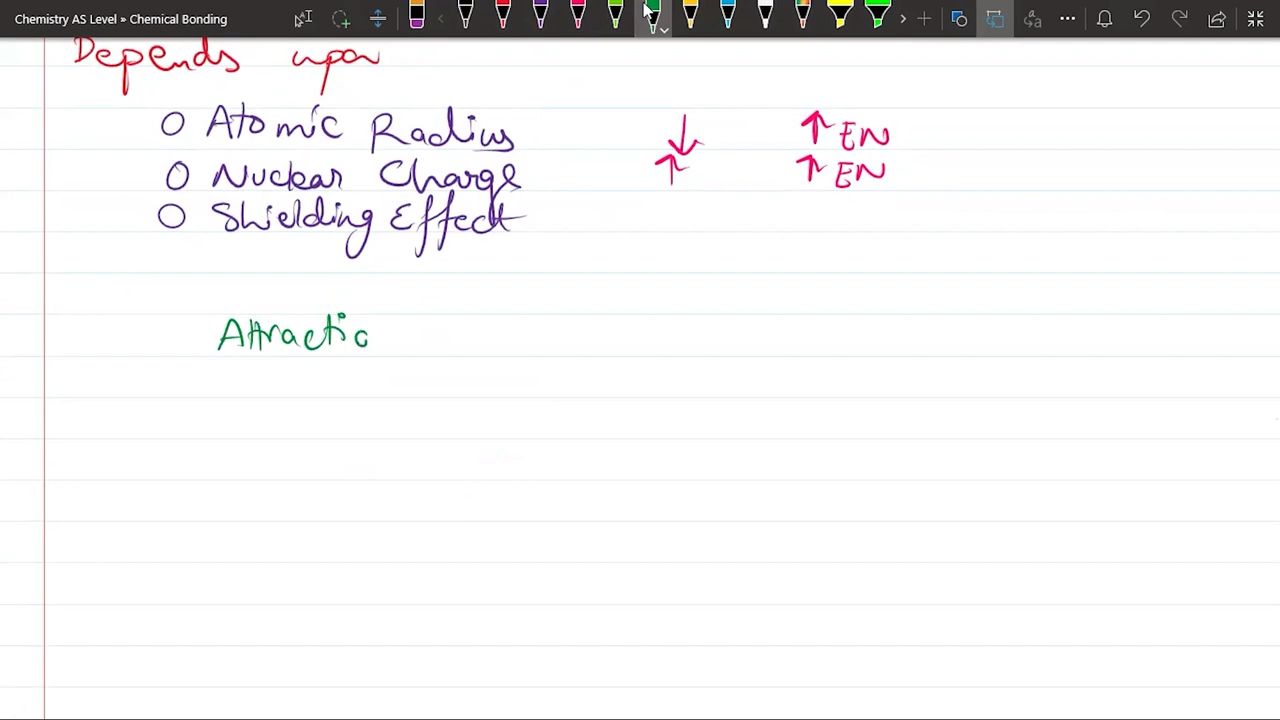 Chemistry AS Level » Chemical Bonding
Depends upon
○ Atomic Radius ↓ ↑ EN
○ Nuclear Charge ↑ ↑ EN
○ Shielding Effect
Attractio